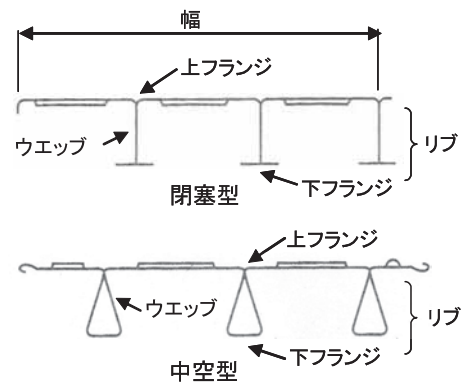 幅
上フランジ
ウエッブ
リブ
下フランジ
閉塞型
上フランジ
ウエッブ
リブ
下フランジ
中空型